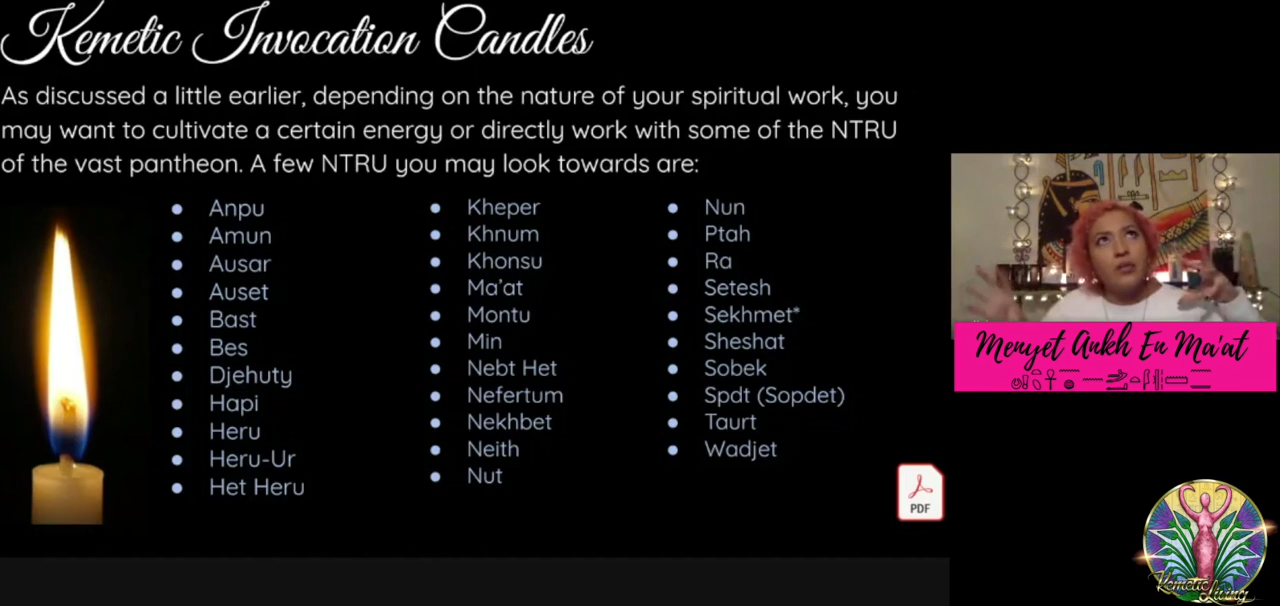 Kemetic Invocation Candles
As discussed a little earlier, depending on the nature of your spiritual work, you
may want to cultivate a certain energy or directly work with some of the NTRU
of the vast pantheon. A few NTRU you may look towards are:
• Anpu
• Amun
• Ausar
• Auset
• Bast
• Bes
• Djehuty
• Hapi
• Heru
• Heru-Ur
• Het Heru
• Kheper
• Khnum
• Khonsu
• Ma'at
• Montu
• Min
• Nebt Het
• Nefertum
• Nekhbet
• Neith
• Nut
• Nun
• Ptah
• Ra
• Setesh
• Sekhmet*
• Sheshat
• Sobek
• Spdt (Sopdet)
• Taurt
• Wadjet
PDF
Menyet Ankh En Ma'at
Kemetic Living